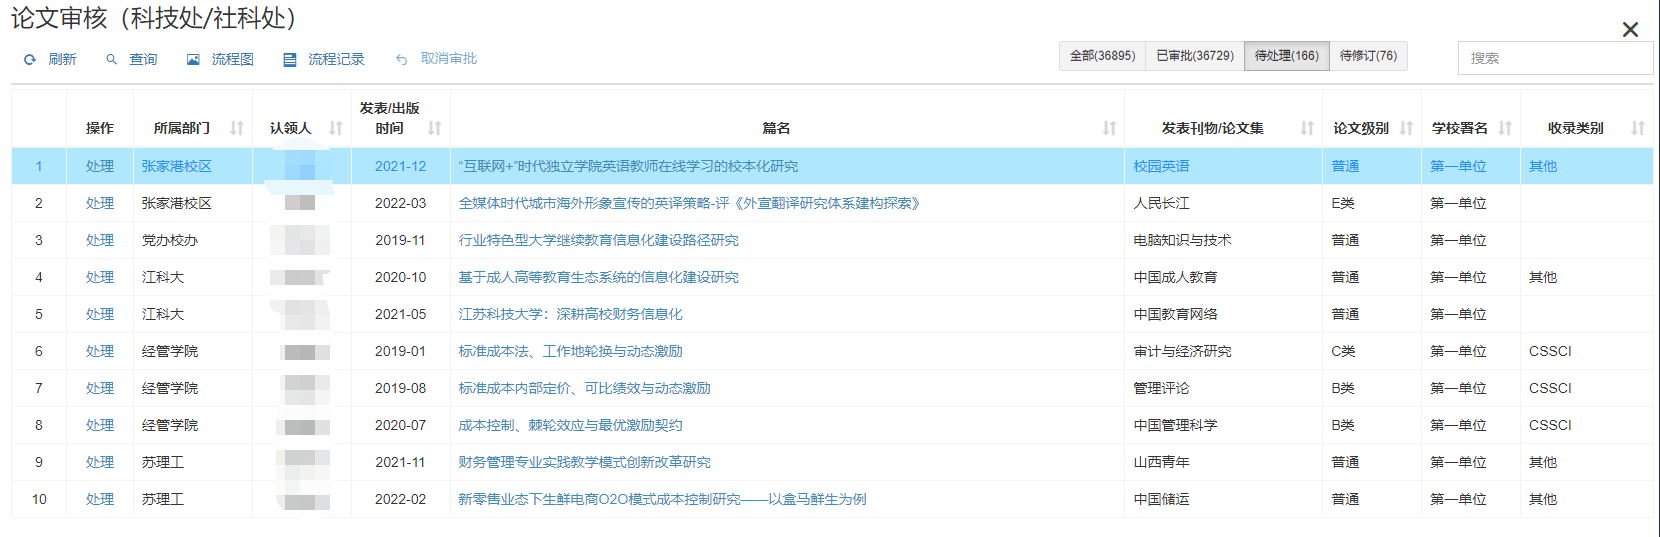 论文审核（科技处/社科处）
刷新 查询 流程图 流程记录 取消审批 全部(36895) 已审批(36729) 待处理(166) 待修订(76) 搜索
操作 所属部门 认领人 发表/出版时间 篇名 发表刊物/论文集 论文级别 学校署名 收录类别
1 处理 张家港校区 2021-12 “互联网+”时代独立学院英语教师在线学习的校本化研究 校园英语 普通 第一单位 其他
2 处理 张家港校区 2022-03 全媒体时代城市海外形象宣传的英译策略-评《外宣翻译研究体系建构探索》 人民长江 E类 第一单位
3 处理 党办校办 2019-11 行业特色型大学继续教育信息化建设路径研究 电脑知识与技术 普通 第一单位
4 处理 江科大 2020-10 基于成人高等教育生态系统的信息化建设研究 中国成人教育 普通 第一单位 其他
5 处理 江科大 2021-05 江苏科技大学：深耕高校财务信息化 中国教育网络 普通 第一单位
6 处理 经管学院 2019-01 标准成本法、工作地轮换与动态激励 审计与经济研究 C类 第一单位 CSSCI
7 处理 经管学院 2019-08 标准成本内部定价、可比绩效与动态激励 管理评论 B类 第一单位 CSSCI
8 处理 经管学院 2020-07 成本控制、棘轮效应与最优激励契约 中国管理科学 B类 第一单位 CSSCI
9 处理 苏理工 2021-11 财务管理专业实践教学模式创新改革研究 山西青年 普通 第一单位 其他
10 处理 苏理工 2022-02 新零售业态下生鲜电商O2O模式成本控制研究——以盒马鲜生为例 中国储运 普通 第一单位 其他